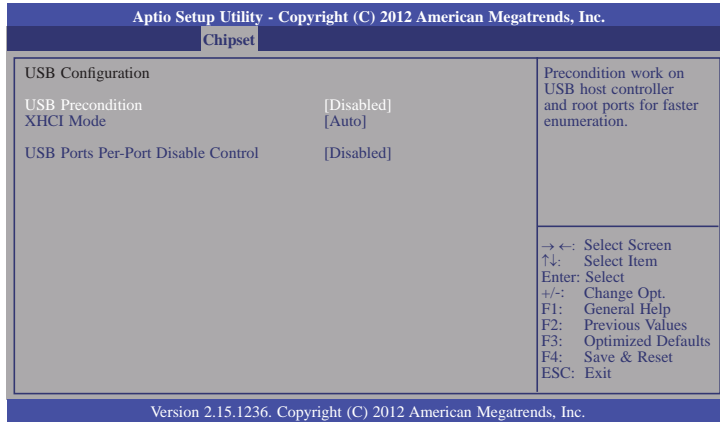 Aptio Setup Utility - Copyright (C) 2012 American Megatrends, Inc.
Chipset
USB Configuration
USB Precondition [Disabled]
XHCI Mode [Auto]
USB Ports Per-Port Disable Control [Disabled]
Precondition work on
USB host controller
and root ports for faster
enumeration.
→ ←: Select Screen
↑↓: Select Item
Enter: Select
+/-: Change Opt.
F1: General Help
F2: Previous Values
F3: Optimized Defaults
F4: Save & Reset
ESC: Exit
Version 2.15.1236. Copyright (C) 2012 American Megatrends, Inc.